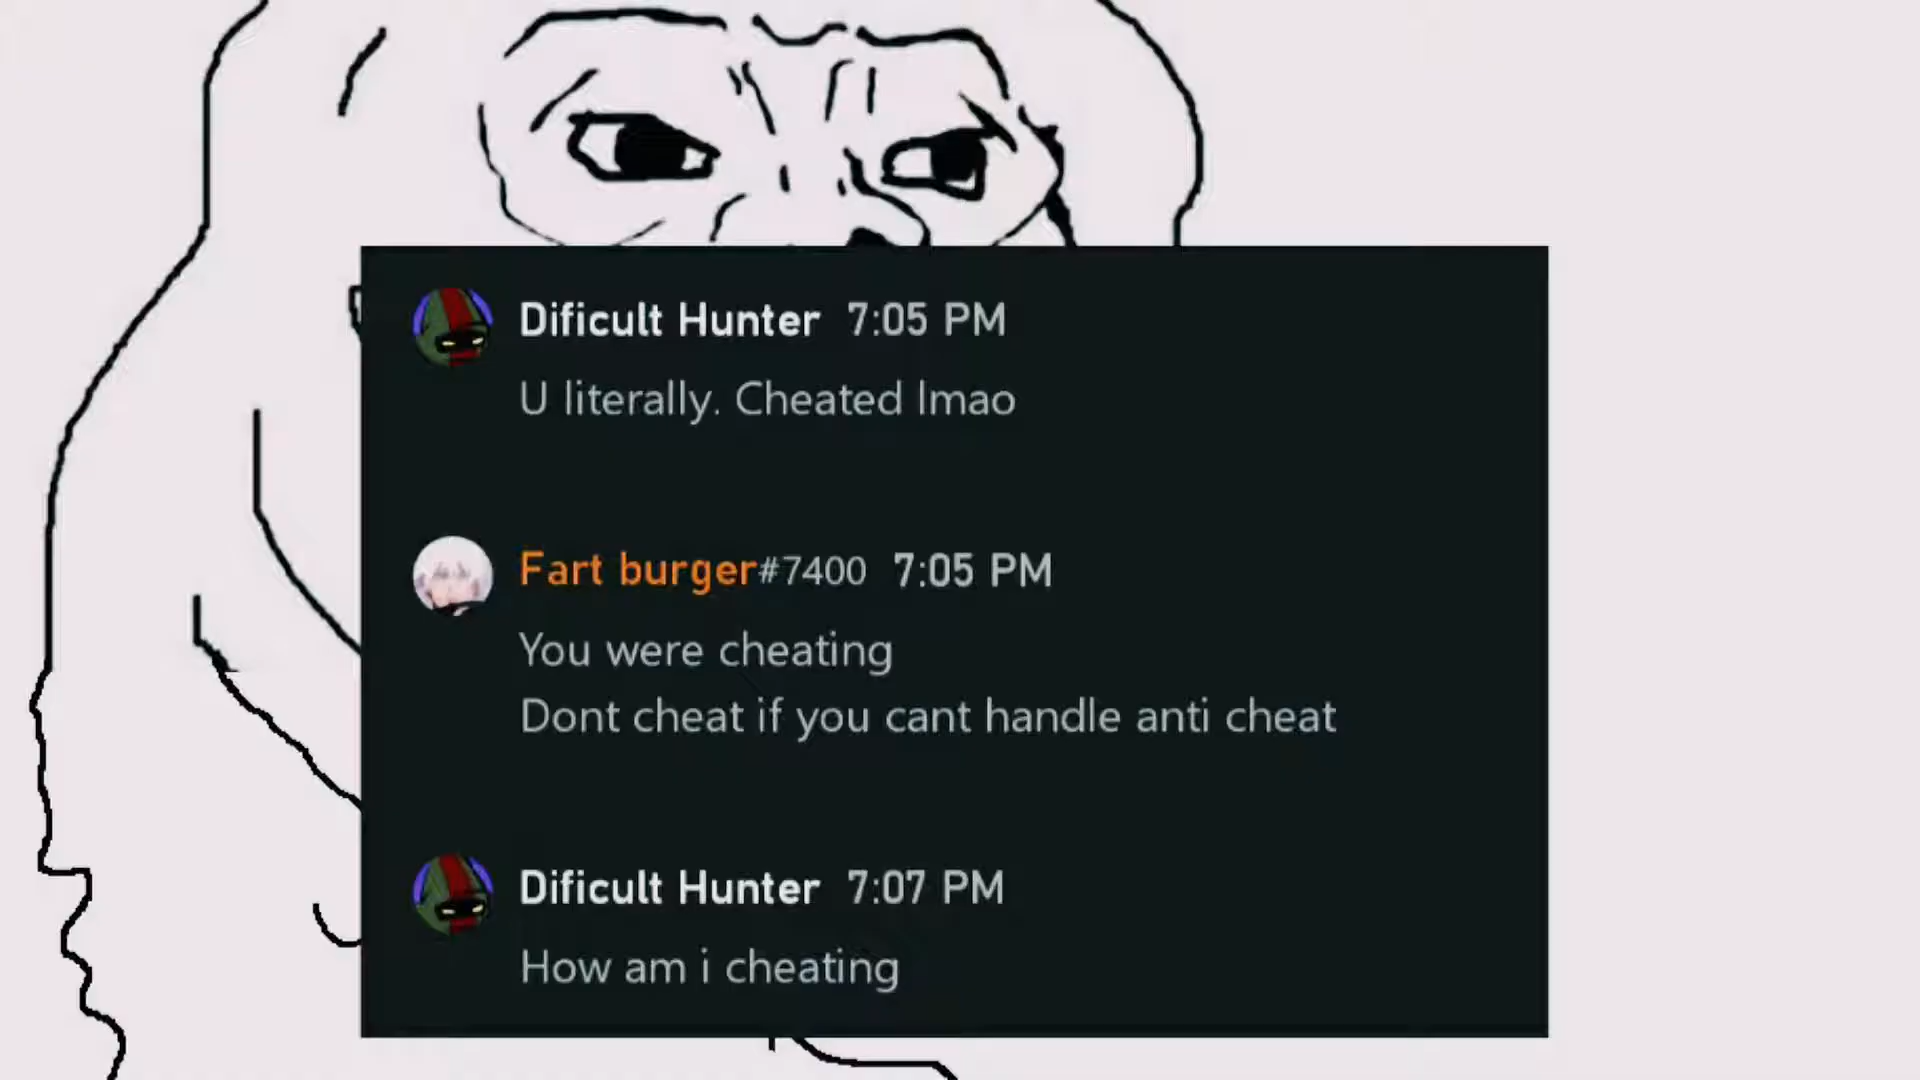 Dificult Hunter 7:05 PM
U literally. Cheated lmao
Fart burger#7400 7:05 PM
You were cheating
Dont cheat if you cant handle anti cheat
Dificult Hunter 7:07 PM
How am i cheating